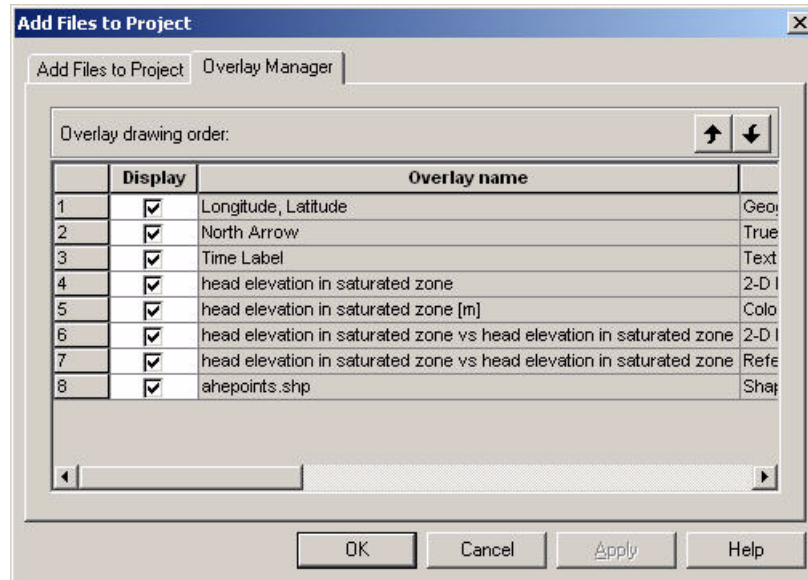 Add Files to Project
Add Files to Project Overlay Manager
Overlay drawing order:
Display Overlay name
1 Longitude, Latitude Geo
2 North Arrow True
3 Time Label Text
4 head elevation in saturated zone 2-D
5 head elevation in saturated zone [m] Colo
6 head elevation in saturated zone vs head elevation in saturated zone 2-D
7 head elevation in saturated zone vs head elevation in saturated zone Refe
8 ahepoints.shp Shap
OK Cancel Apply Help